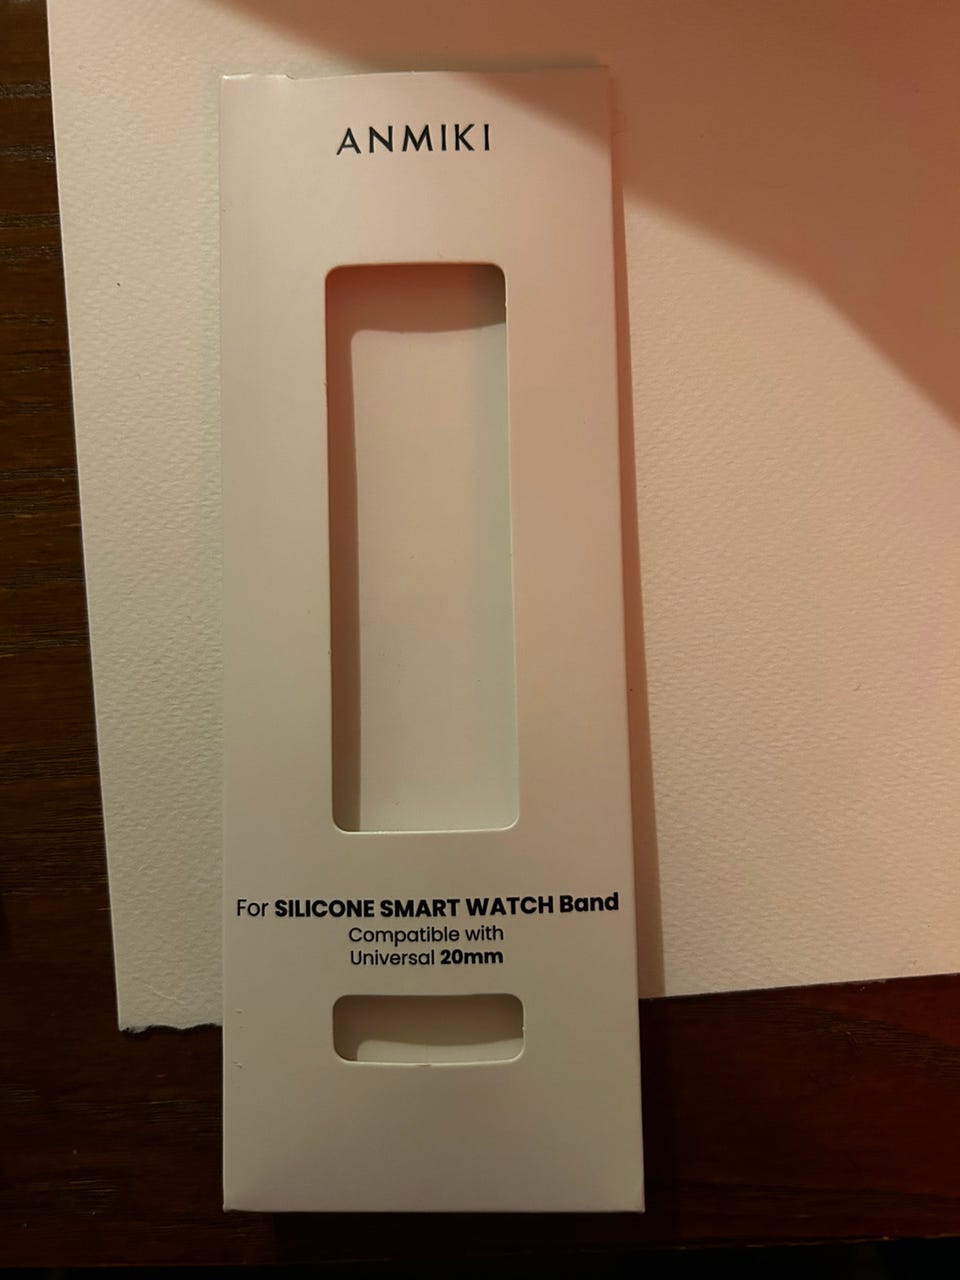 ANMIKI
For SILICONE SMART WATCH Band
Compatible with
Universal 20mm